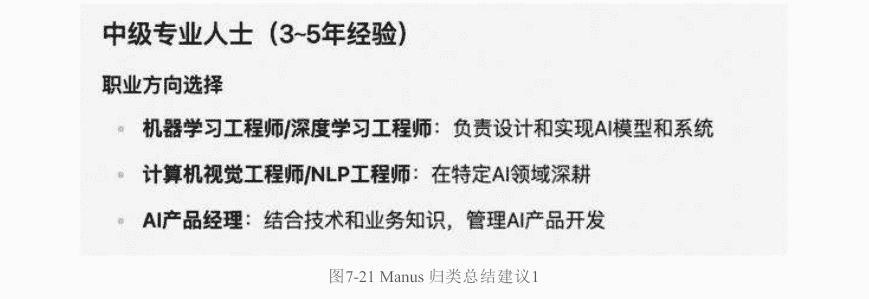 中级专业人士（3~5年经验）
职业方向选择
机器学习工程师/深度学习工程师：负责设计和实现AI模型和系统
计算机视觉工程师/NLP工程师：在特定AI领域深耕
AI产品经理：结合技术和业务知识，管理AI产品开发
图7-21 Manus 归类总结建议1